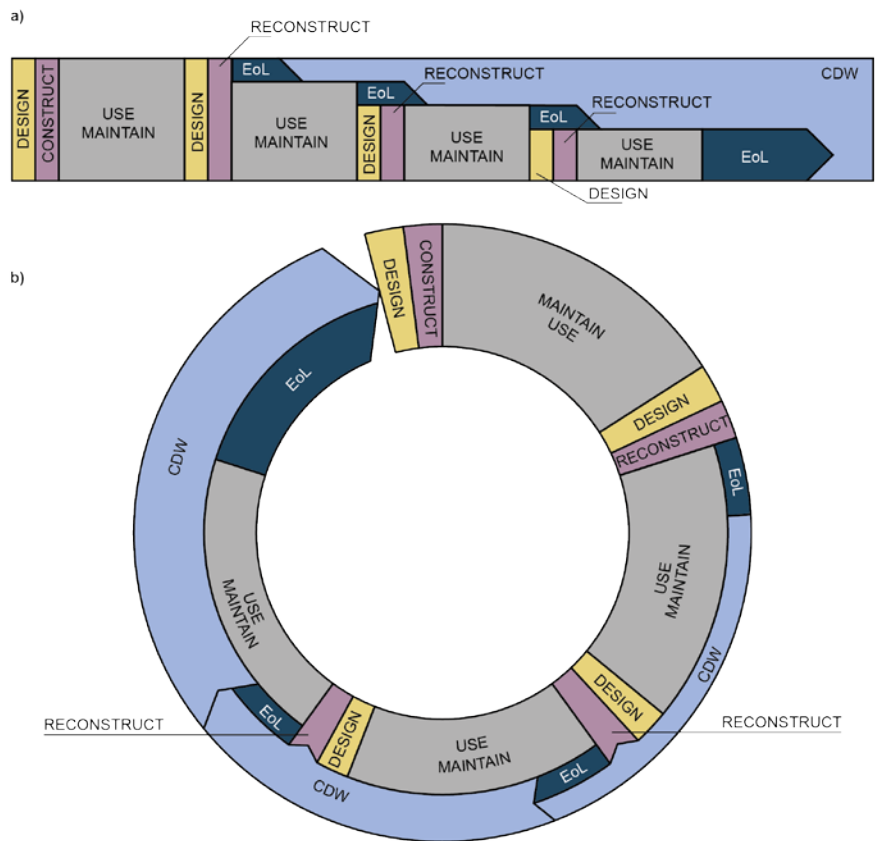 a)
RECONSTRUCT
EoL
CDW
RECONSTRUCT
EoL
RECONSTRUCT
EoL
DESIGN
CONSTRUCT
USE
MAINTAIN
DESIGN
USE
MAINTAIN
DESIGN
USE
MAINTAIN
USE
MAINTAIN
EoL
DESIGN
b)
DESIGN
CONSTRUCT
MAINTAIN
USE
DESIGN
RECONSTRUCT
EoL
USE
MAINTAIN
CDW
DESIGN
RECONSTRUCT
EoL
USE
MAINTAIN
CDW
DESIGN
RECONSTRUCT
EoL
USE
MAINTAIN
CDW
EoL